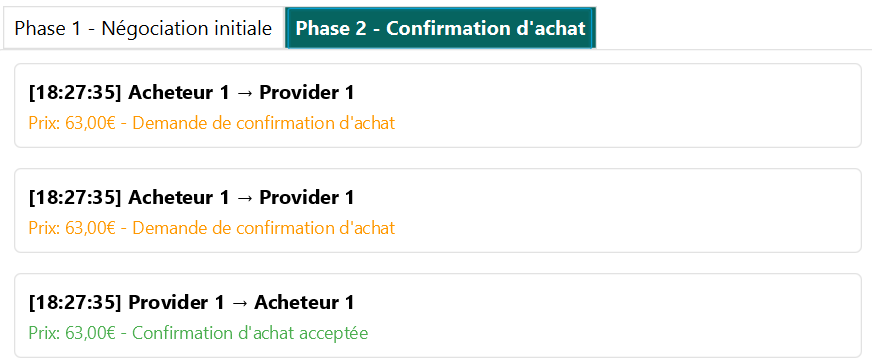 Phase 1 - Négociation initiale
Phase 2 - Confirmation d'achat
[18:27:35] Acheteur 1 → Provider 1
Prix: 63,00€ - Demande de confirmation d'achat
[18:27:35] Acheteur 1 → Provider 1
Prix: 63,00€ - Demande de confirmation d'achat
[18:27:35] Provider 1 → Acheteur 1
Prix: 63,00€ - Confirmation d'achat acceptée